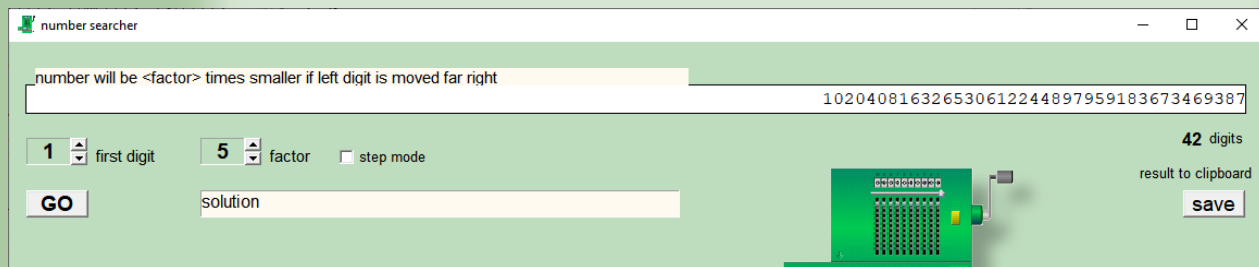 number searcher
number will be <factor> times smaller if left digit is moved far right
102040816326530612244897959183673469387
42 digits
1 first digit 5 factor step mode
result to clipboard
GO solution save